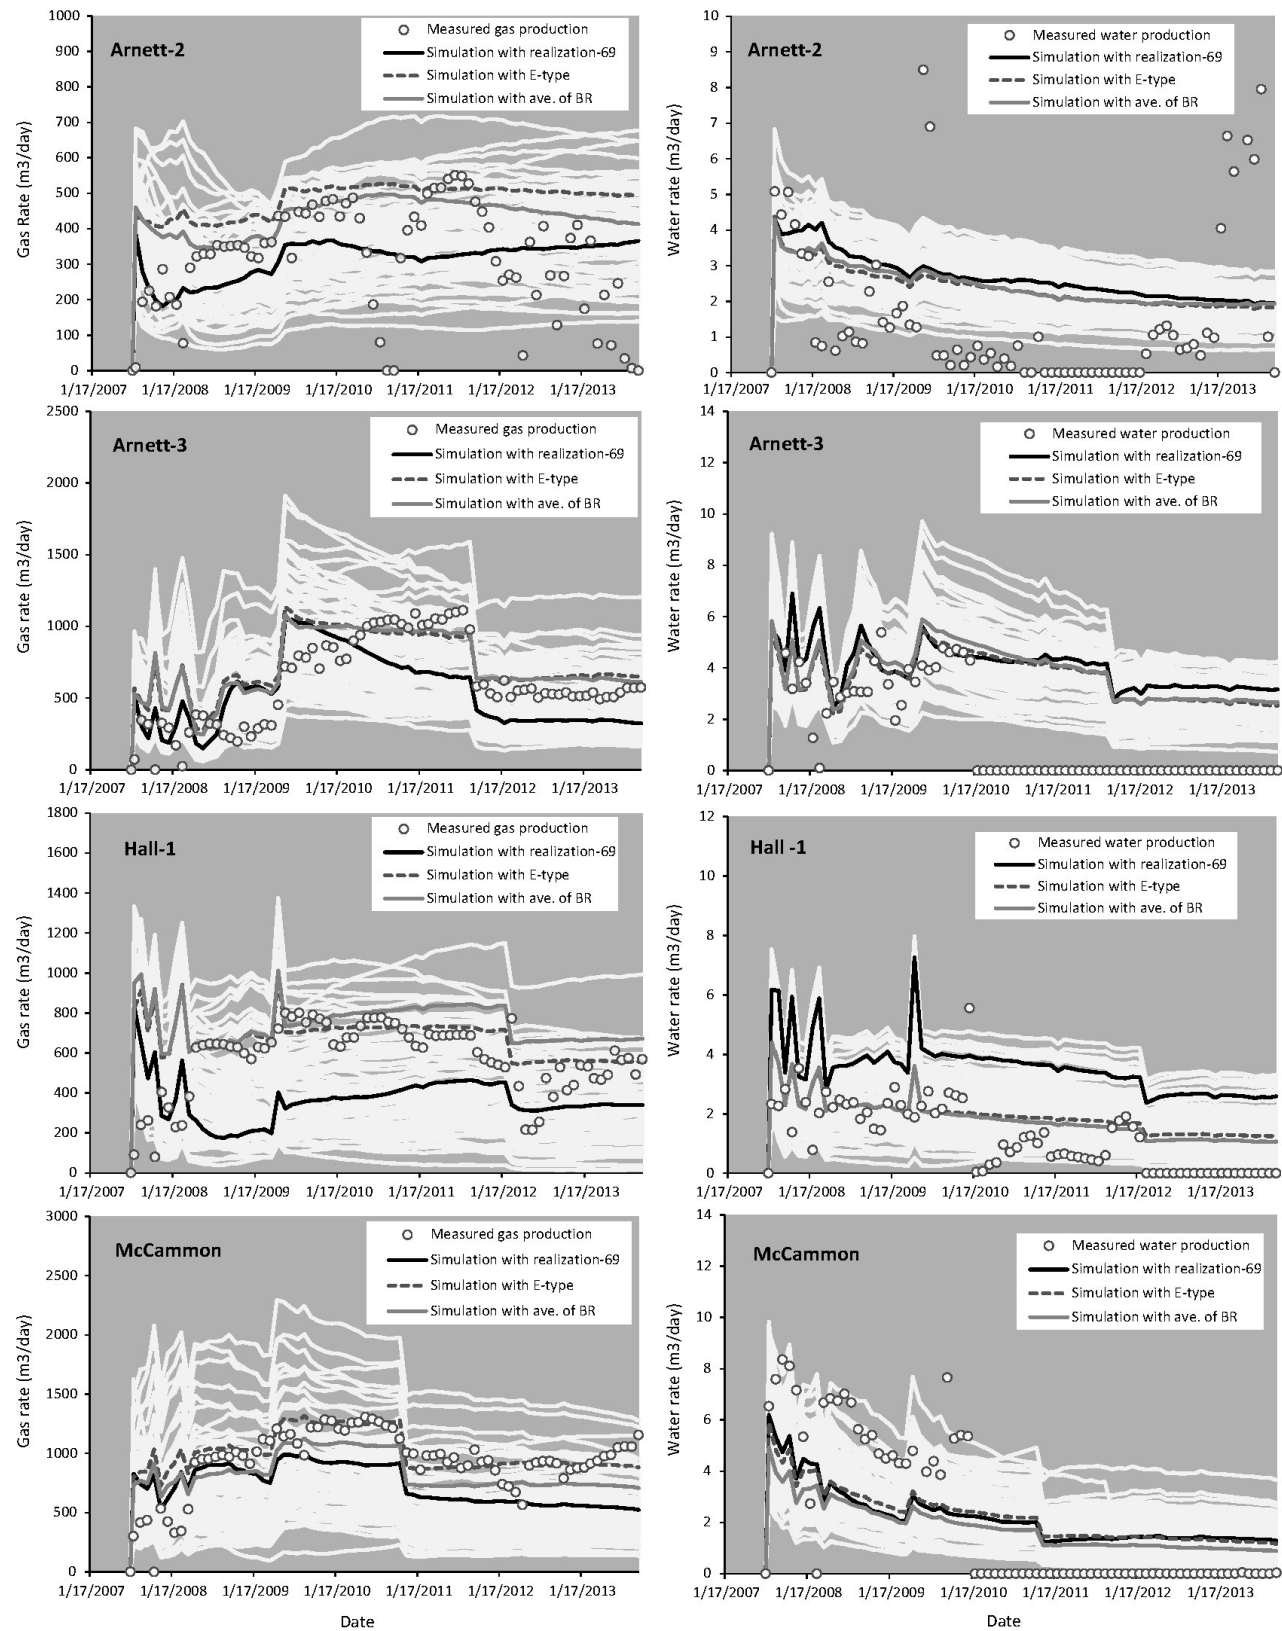 Arnett-2
Measured gas production
Simulation with realization-69
Simulation with E-type
Simulation with ave. of BR
Gas Rate (m3/day)
1000
900
800
700
600
500
400
300
200
100
0
1/17/2007 1/17/2008 1/17/2009 1/17/2010 1/17/2011 1/17/2012 1/17/2013
Arnett-2
Measured water production
Simulation with realization-69
Simulation with E-type
Simulation with ave. of BR
Water rate (m3/day)
10
9
8
7
6
5
4
3
2
1
0
1/17/2007 1/17/2008 1/17/2009 1/17/2010 1/17/2011 1/17/2012 1/17/2013
Arnett-3
Measured gas production
Simulation with realization-69
Simulation with E-type
Simulation with ave. of BR
Gas rate (m3/day)
2500
2000
1500
1000
500
0
1/17/2007 1/17/2008 1/17/2009 1/17/2010 1/17/2011 1/17/2012 1/17/2013
Arnett-3
Measured water production
Simulation with realization-69
Simulation with E-type
Simulation with ave. of BR
Water rate (m3/day)
14
12
10
8
6
4
2
0
1/17/2007 1/17/2008 1/17/2009 1/17/2010 1/17/2011 1/17/2012 1/17/2013
Hall-1
Measured gas production
Simulation with realization-69
Simulation with E-type
Simulation with ave. of BR
Gas rate (m3/day)
1800
1600
1400
1200
1000
800
600
400
200
0
1/17/2007 1/17/2008 1/17/2009 1/17/2010 1/17/2011 1/17/2012 1/17/2013
Hall -1
Measured water production
Simulation with realization-69
Simulation with E-type
Simulation with ave. of BR
Water rate (m3/day)
12
10
8
6
4
2
0
1/17/2007 1/17/2008 1/17/2009 1/17/2010 1/17/2011 1/17/2012 1/17/2013
McCammon
Measured gas production
Simulation with realization-69
Simulation with E-type
Simulation with ave. of BR
Gas rate (m3/day)
3000
2500
2000
1500
1000
500
0
1/17/2007 1/17/2008 1/17/2009 1/17/2010 1/17/2011 1/17/2012 1/17/2013
Date
McCammon
Measured water production
Simulation with realization-69
Simulation with E-type
Simulation with ave. of BR
Water rate (m3/day)
14
12
10
8
6
4
2
0
1/17/2007 1/17/2008 1/17/2009 1/17/2010 1/17/2011 1/17/2012 1/17/2013
Date